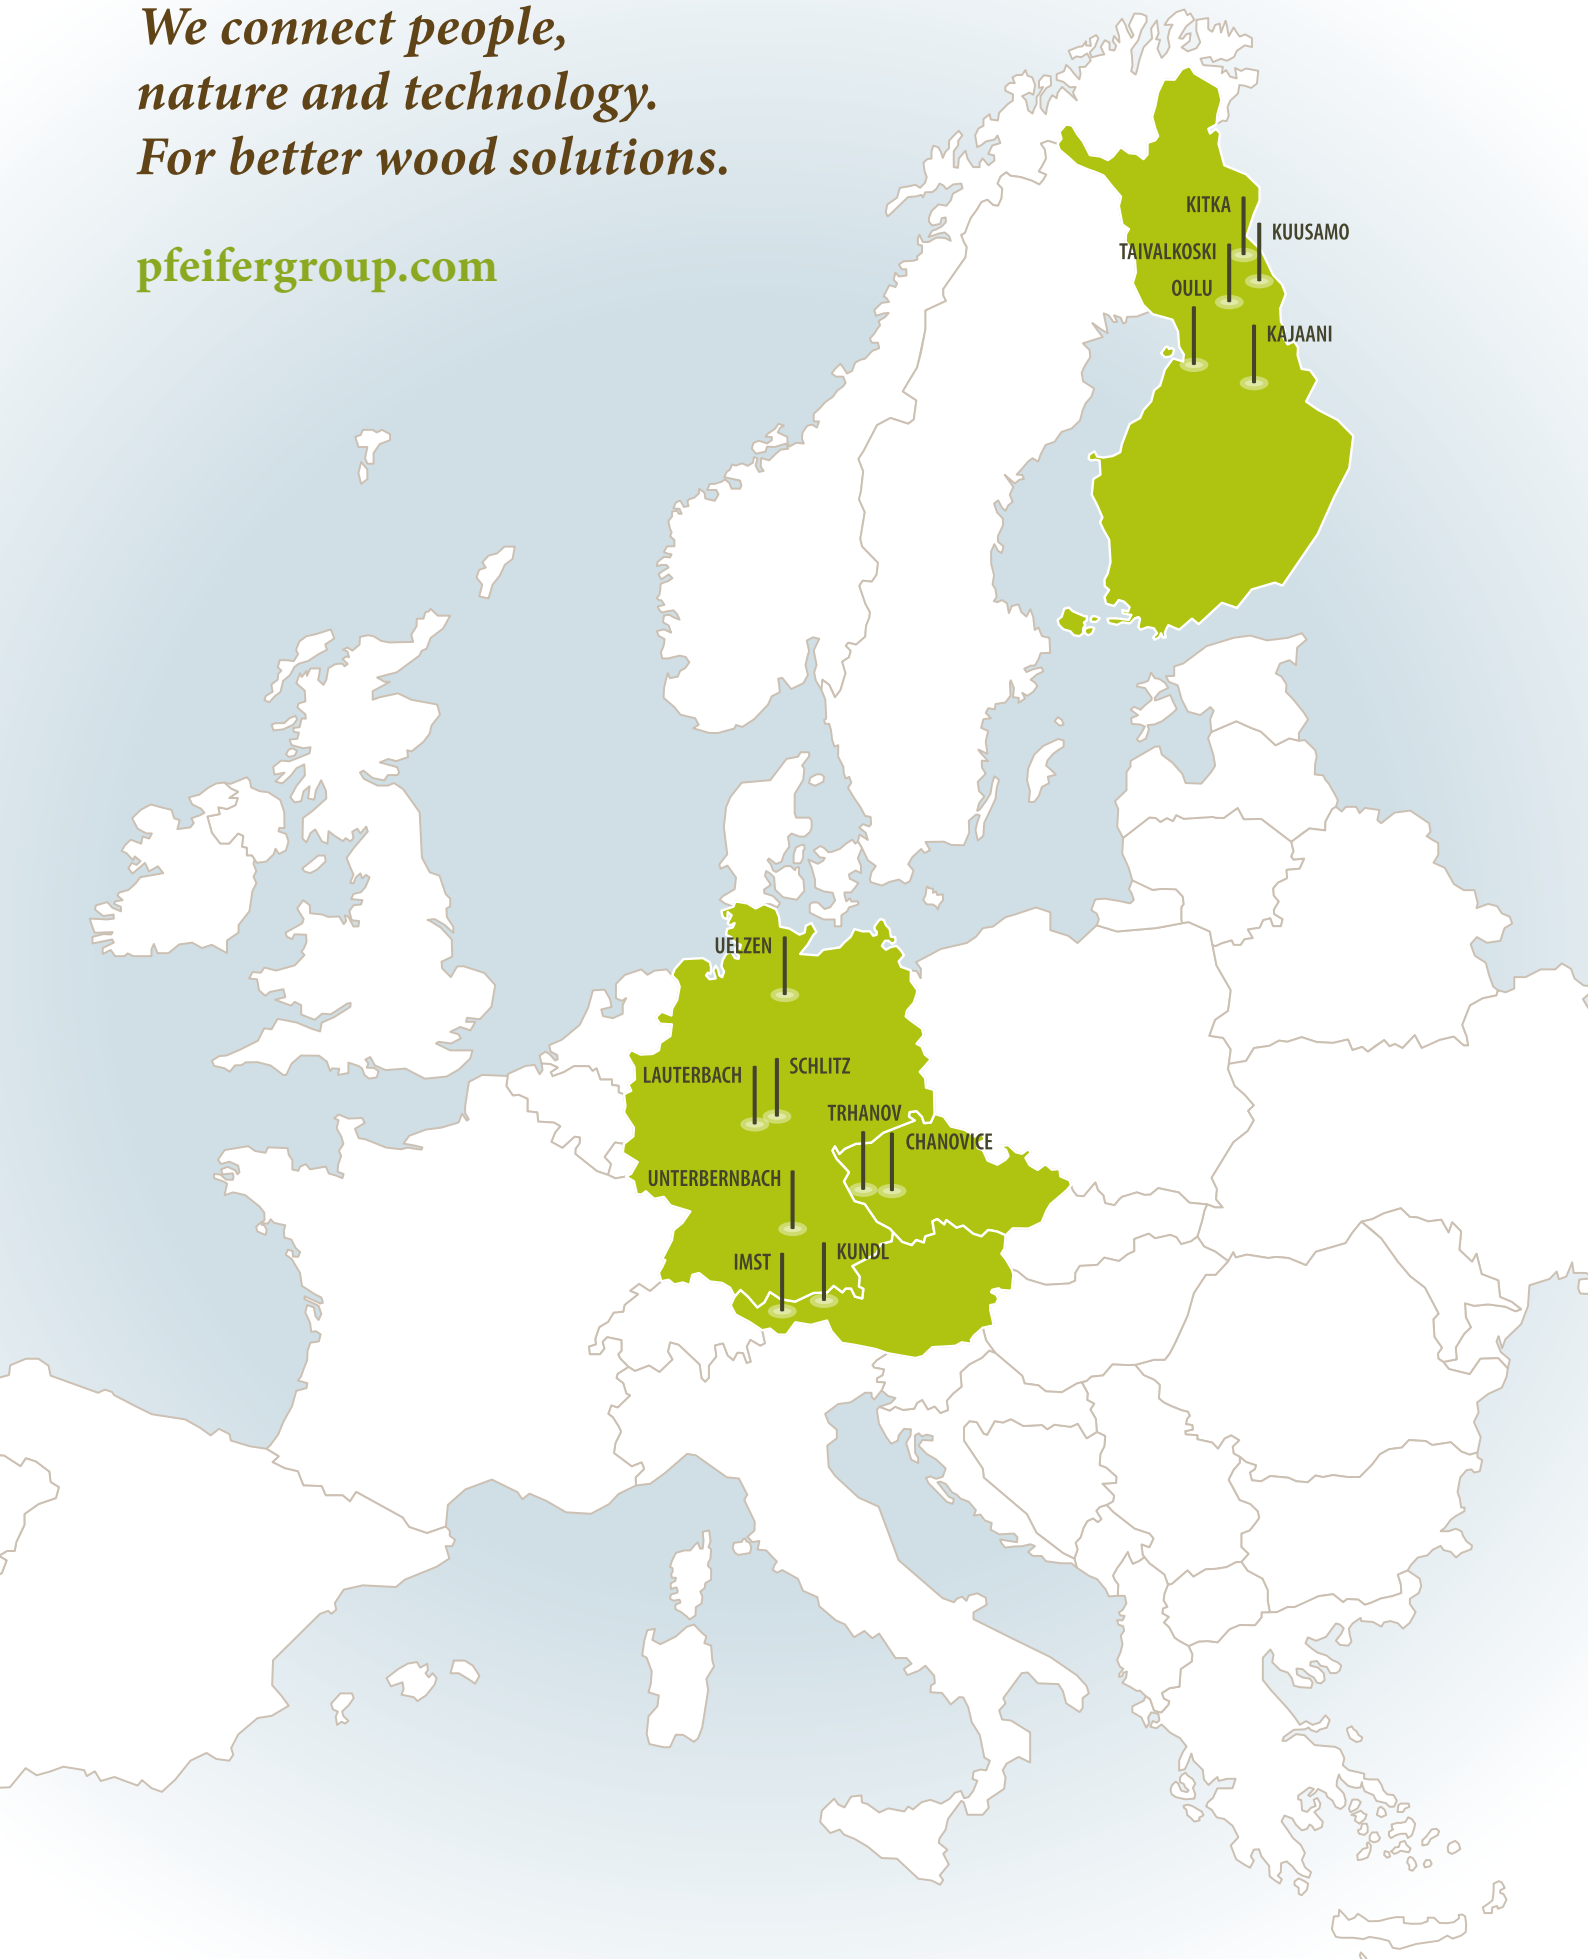 We connect people,
nature and technology.
For better wood solutions.
pfeifergroup.com
KITKA
KUUSAMO
TAIVALKOSKI
OULU
KAJAANI
UELZEN
SCHLITZ
LAUTERBACH
TRHANOV
CHANOVICE
UNTERBERNBACH
KUNDL
IMST